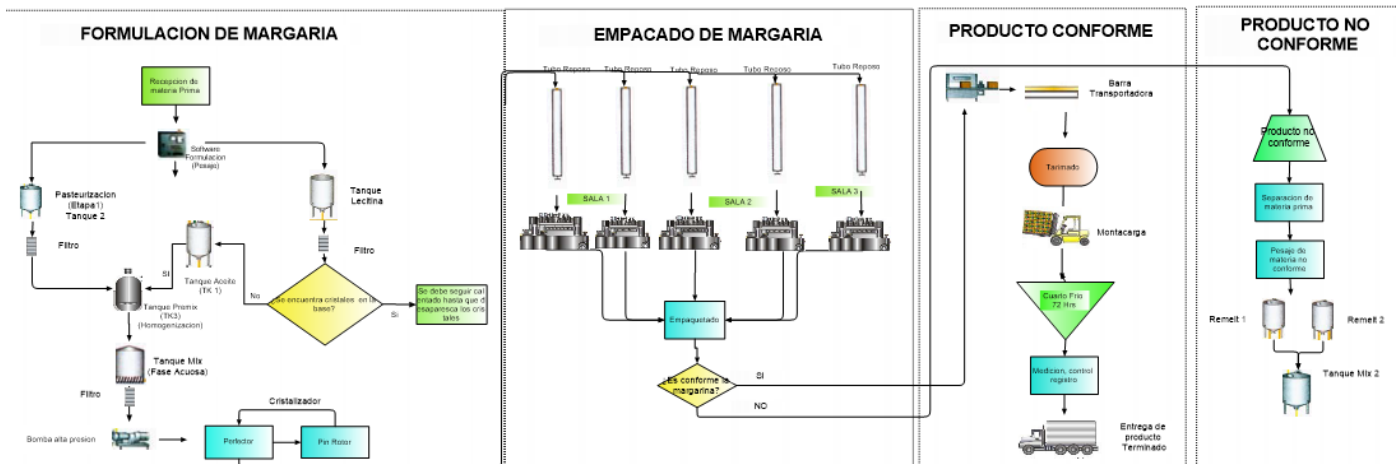 FORMULACION DE MARGARIA
Recepcion de
materia Prima
Software
Formulacion
(Pesaje)
Pasteurizacion
(Etapa1)
Tanque 2
Tanque
Lecitina
Filtro
Filtro
Tanque Aceite
(TK 1)
SI
No
¿Se encuentra cristales en la
base?
Si
Se debe seguir cal
entado hasta que d
esaparesca los cris
tales
Tanque Premix
(TK3)
(Homogenizacion)
Tanque Mix
(Fase Acuosa)
Filtro
Bomba alta presion
Cristalizador
Perfector
Pin Rotor
EMPACADO DE MARGARIA
Tubo Reposo
Tubo Reposo
Tubo Reposo
Tubo Reposo
Tubo Reposo
SALA 1
SALA 2
SALA 3
Empaquetado
¿Es conforme la
margarina?
SI
NO
PRODUCTO CONFORME
Barra
Transportadora
Tarimado
Montacarga
Cuarto Frio
72 Hrs
Medicion, control
registro
Entrega de
producto
Terminado
PRODUCTO NO
CONFORME
Producto no
conforme
Separacion de
materia prima
Pesaje de
materia no
conforme
Remelt 1
Remelt 2
Tanque Mix 2